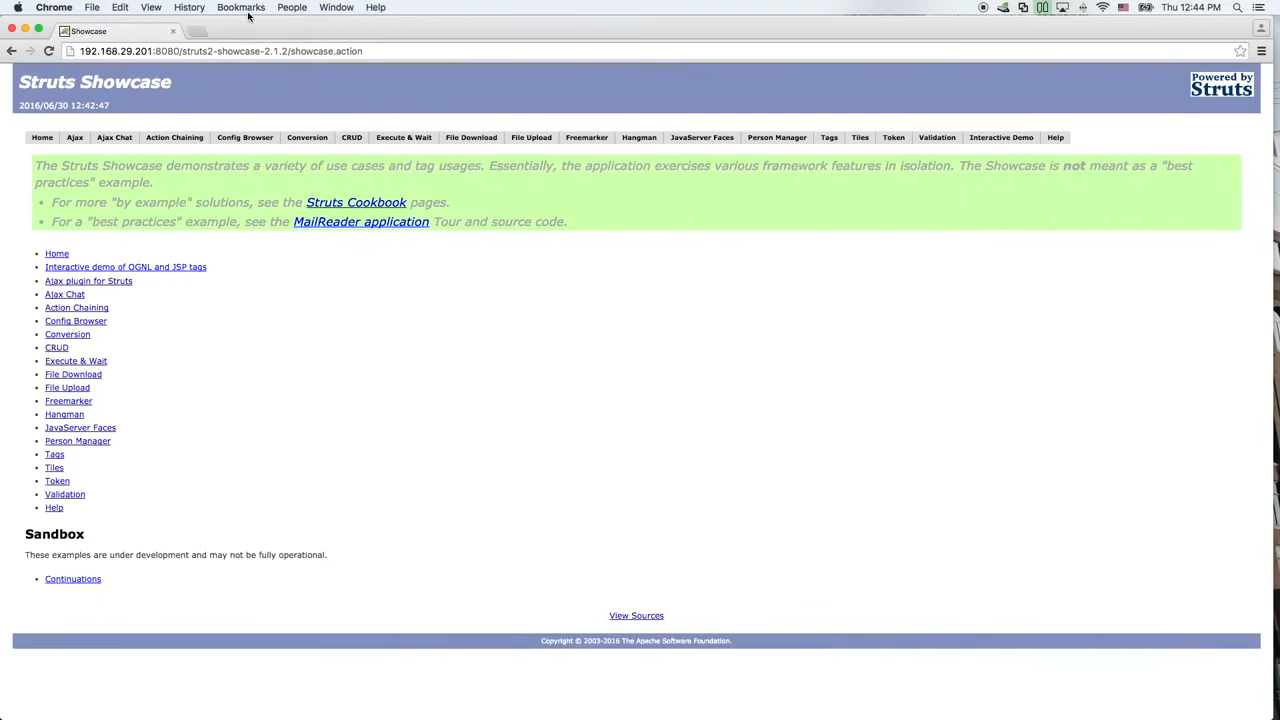 Chrome File Edit View History Bookmarks People Window Help Thu 12:44 PM
Showcase
192.168.29.201:8080/struts2-showcase-2.1.2/showcase.action
Struts Showcase
Powered by
Struts
2016/06/30 12:42:47
Home Ajax Ajax Chat Action Chaining Config Browser Conversion CRUD Execute & Wait File Download File Upload Freemarker Hangman JavaServer Faces Person Manager Tags Tiles Token Validation Interactive Demo Help
The Struts Showcase demonstrates a variety of use cases and tag usages. Essentially, the application exercises various framework features in isolation. The Showcase is not meant as a "best
practices" example.
• For more "by example" solutions, see the Struts Cookbook pages.
• For a "best practices" example, see the MailReader application Tour and source code.
• Home
• Interactive demo of OGNL and JSP tags
• Ajax plugin for Struts
• Ajax Chat
• Action Chaining
• Config Browser
• Conversion
• CRUD
• Execute & Wait
• File Download
• File Upload
• Freemarker
• Hangman
• JavaServer Faces
• Person Manager
• Tags
• Tiles
• Token
• Validation
• Help
Sandbox
These examples are under development and may not be fully operational.
• Continuations
View Sources
Copyright © 2003-2016 The Apache Software Foundation.